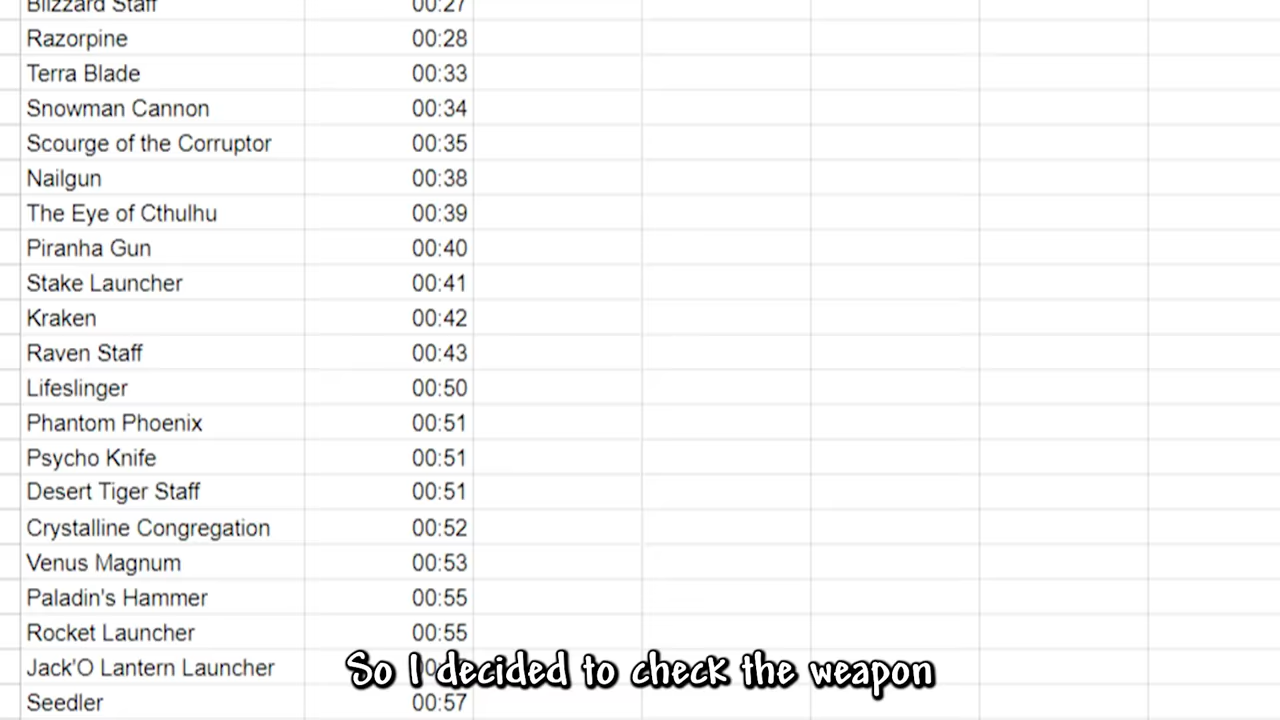 Blizzard Staff 00:27
Razorpine 00:28
Terra Blade 00:33
Snowman Cannon 00:34
Scourge of the Corruptor 00:35
Nailgun 00:38
The Eye of Cthulhu 00:39
Piranha Gun 00:40
Stake Launcher 00:41
Kraken 00:42
Raven Staff 00:43
Lifeslinger 00:50
Phantom Phoenix 00:51
Psycho Knife 00:51
Desert Tiger Staff 00:51
Crystalline Congregation 00:52
Venus Magnum 00:53
Paladin's Hammer 00:55
Rocket Launcher 00:55
Jack'O Lantern Launcher
So I decided to check the weapon
Seedler 00:57